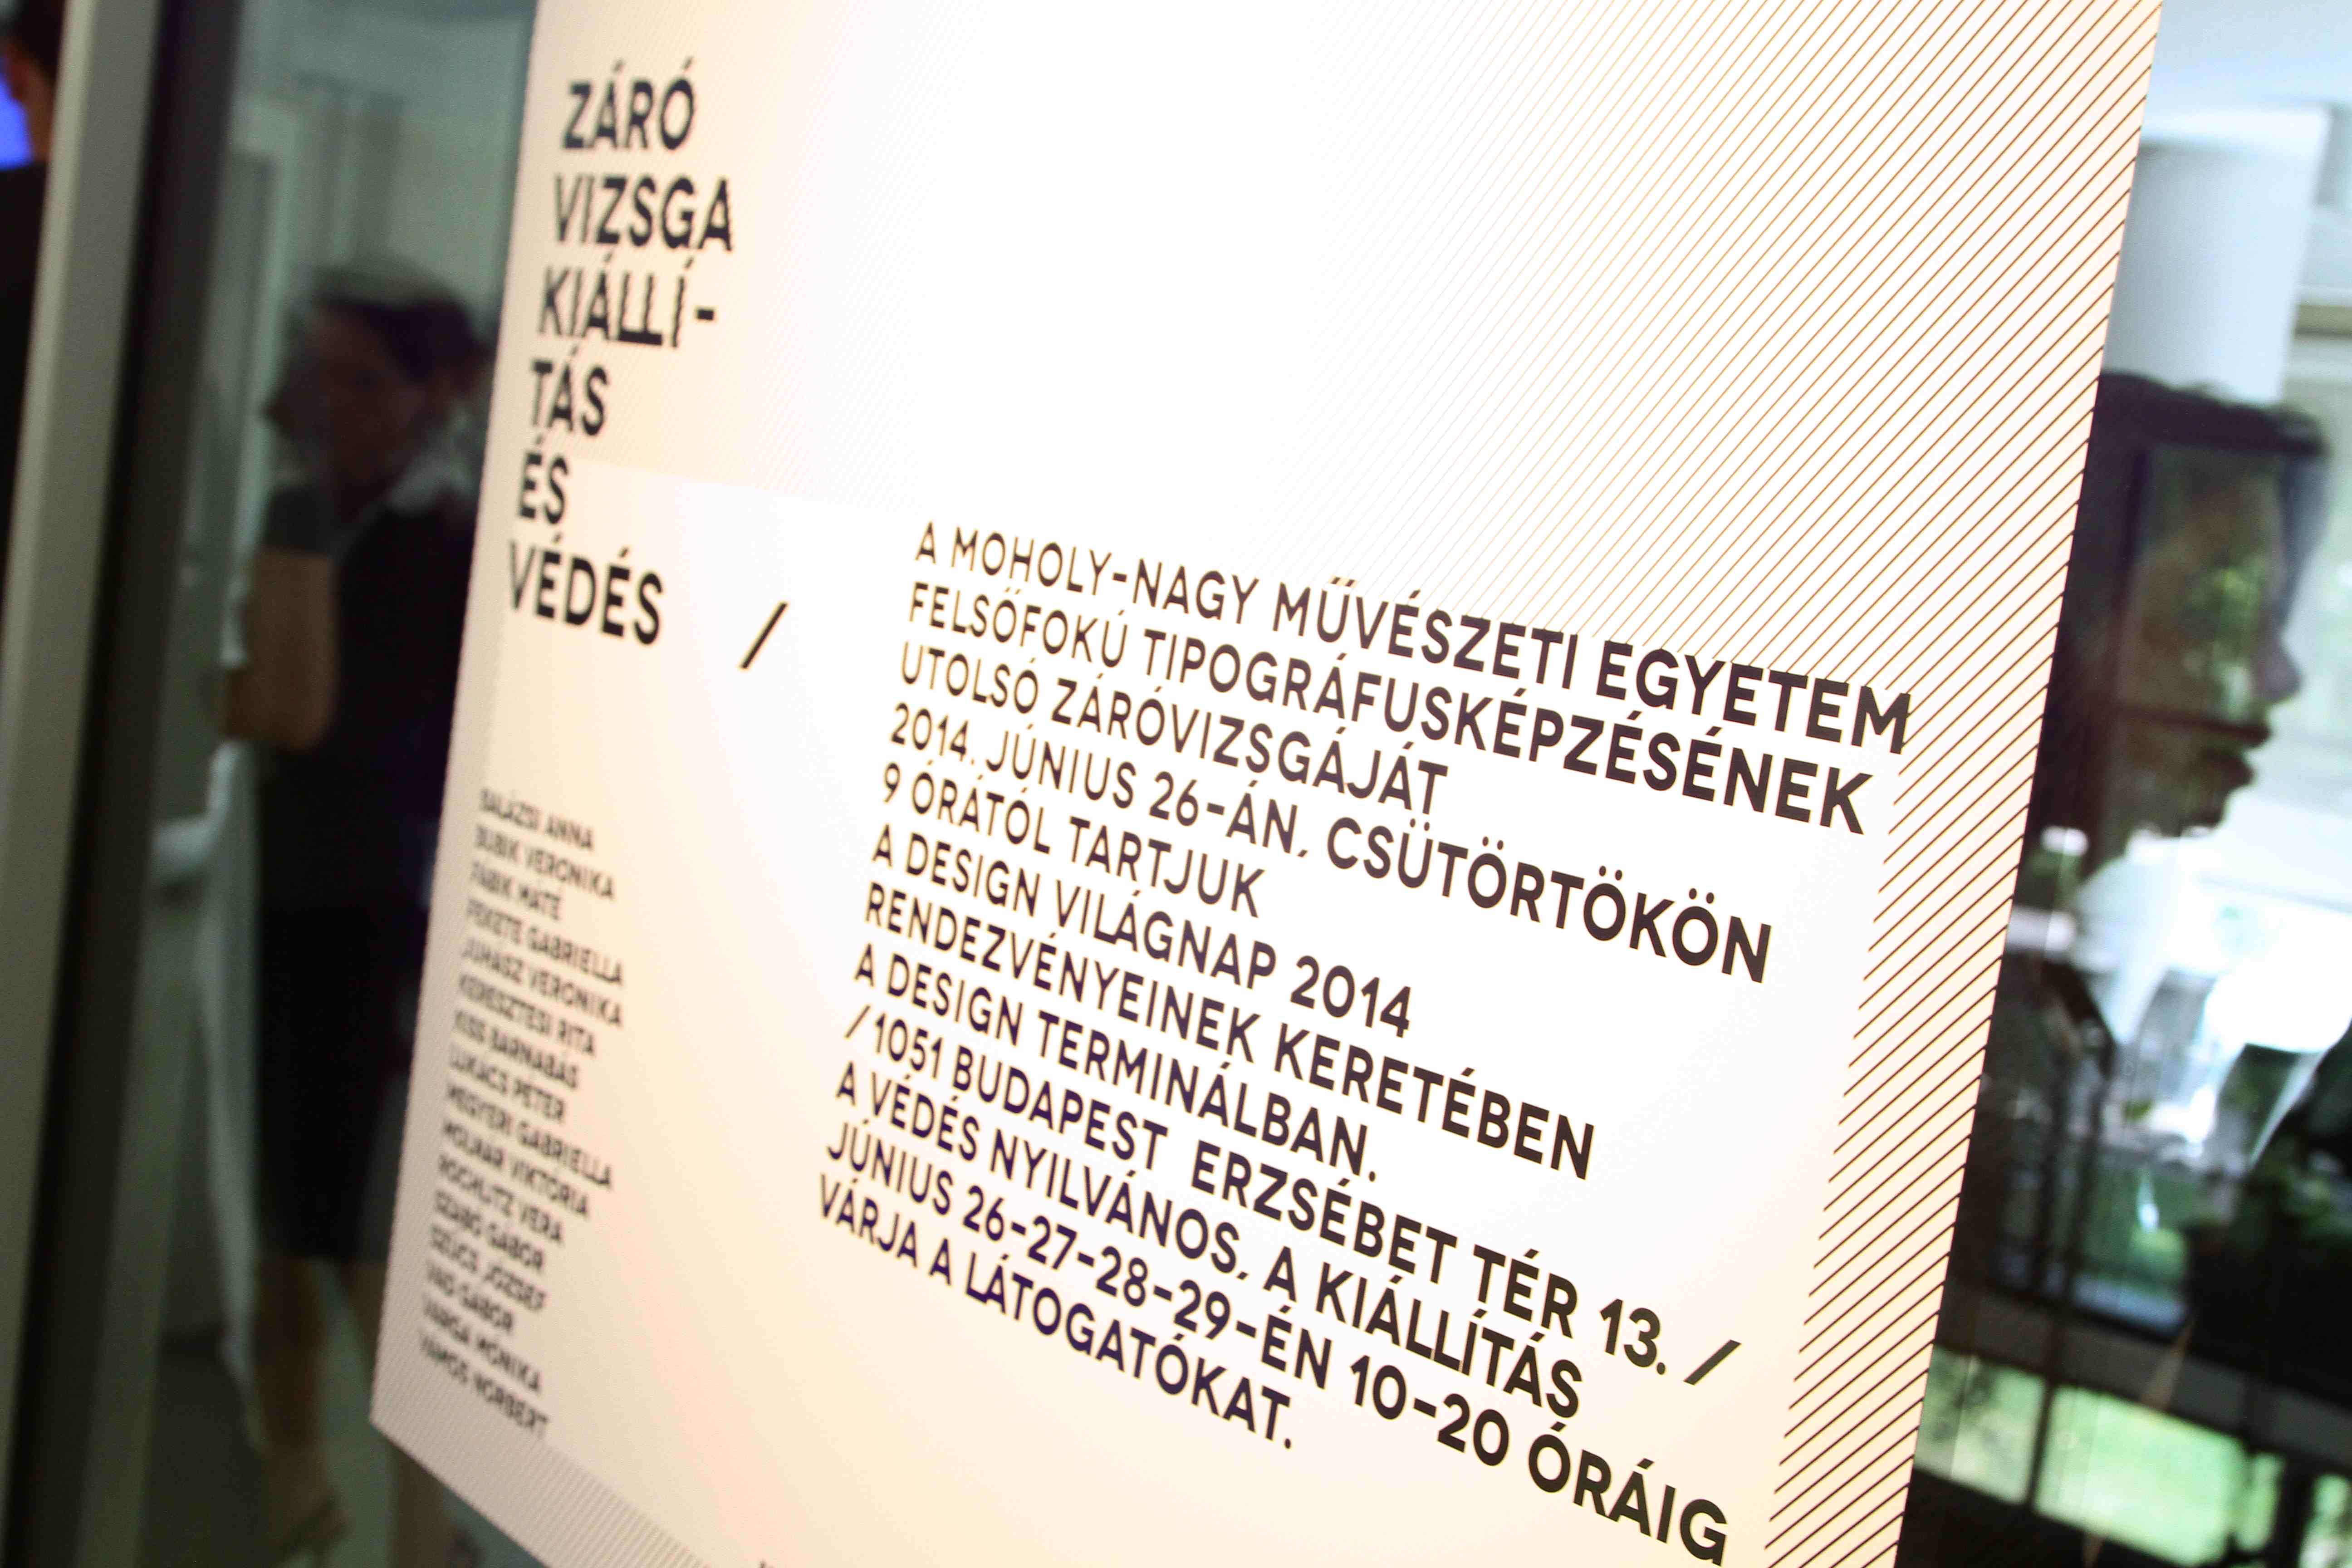 ZÁRÓ
VIZSGA
KIÁLLÍ-
TÁS
ÉS
VÉDÉS /
A MOHOLY-NAGY MŰVÉSZETI EGYETEM
FELSŐFOKÚ TIPOGRÁFUSKÉPZÉSÉNEK
UTOLSÓ ZÁRÓVIZSGÁJÁT
2014. JÚNIUS 26-ÁN, CSÜTÖRTÖKÖN
9 ÓRÁTÓL TARTJUK
A DESIGN VILÁGNAP 2014
RENDEZVÉNYEINEK KERETÉBEN
A DESIGN TERMINÁLBAN.
/1051 BUDAPEST ERZSÉBET TÉR 13. /
A VÉDÉS NYILVÁNOS, A KIÁLLÍTÁS
JÚNIUS 26-27-28-29-ÉN 10-20 ÓRÁIG
VÁRJA A LÁTOGATÓKAT.
BALÁZSI ANNA
BUBIK VERONIKA
FABIK MÁTÉ
FEKETE GABRIELLA
JUHÁSZ VERONIKA
KERESZTESI RITA
KISS BARNABÁS
LUKÁCS PÉTER
MEGYERI GABRIELLA
MOLNÁR VIKTÓRIA
ROCHLITZ VERA
SZABÓ GÁBOR
SZŰCS JÓZSEF
GÁBOR
VARGA MÓNIKA
VÁMOS NORBERT